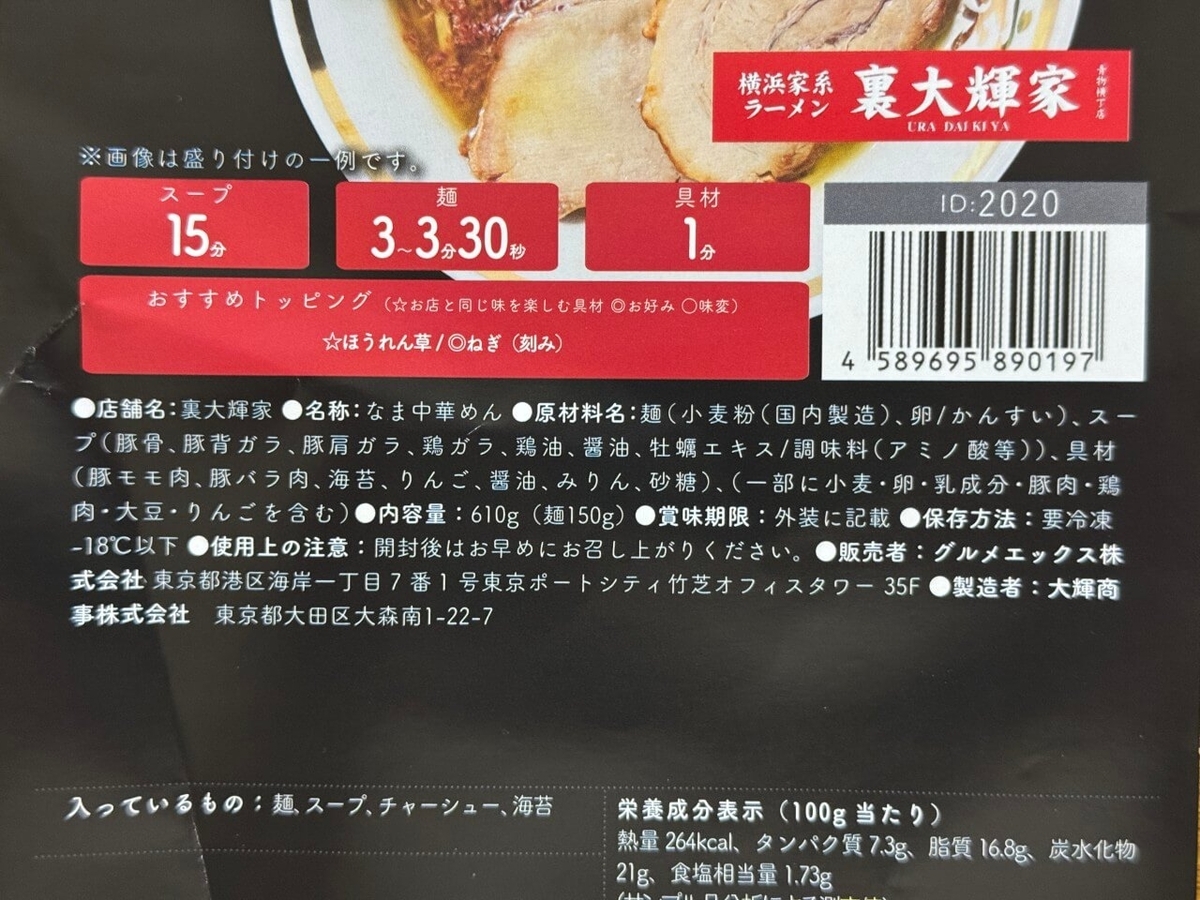 横浜家系
ラーメン
裏大輝家
青物横丁店
URA DAIKIYA
※画像は盛り付けの一例です。
スープ
15分
麺
3~3分30秒
具材
1分
ID:2020
4 589695 890197
おすすめトッピング(☆お店と同じ味を楽しむ具材 ◎お好み ○味変)
☆ほうれん草/◎ねぎ(刻み)
●店舗名:裏大輝家 ●名称:なま中華めん ●原材料名:麺(小麦粉(国内製造)、卵/かんすい)、スー
プ(豚骨、豚背ガラ、豚肩ガラ、鶏ガラ、鶏油、醤油、牡蠣エキス/調味料(アミノ酸等))、具材
(豚モモ肉、豚バラ肉、海苔、りんご、醤油、みりん、砂糖)、(一部に小麦・卵・乳成分・豚肉・鶏
肉・大豆・りんごを含む)●内容量:610g(麺150g)●賞味期限:外装に記載 ●保存方法:要冷凍
-18℃以下 ●使用上の注意:開封後はお早めにお召し上がりください。●販売者:グルメエックス株
式会社 東京都港区海岸一丁目7番1号東京ポートシティ竹芝オフィスタワー 35F ●製造者:大輝商
事株式会社 東京都大田区大森南1-22-7
入っているもの:麺、スープ、チャーシュー、海苔
栄養成分表示(100g当たり)
熱量264kcal、タンパク質7.3g、脂質16.8g、炭水化物
21g、食塩相当量1.73g